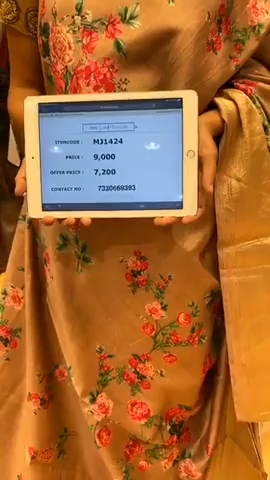 ITEMCODE : MJ1424
PRICE : 9,000
OFFER PRICE : 7,200
CONTACT NO : 7330669393